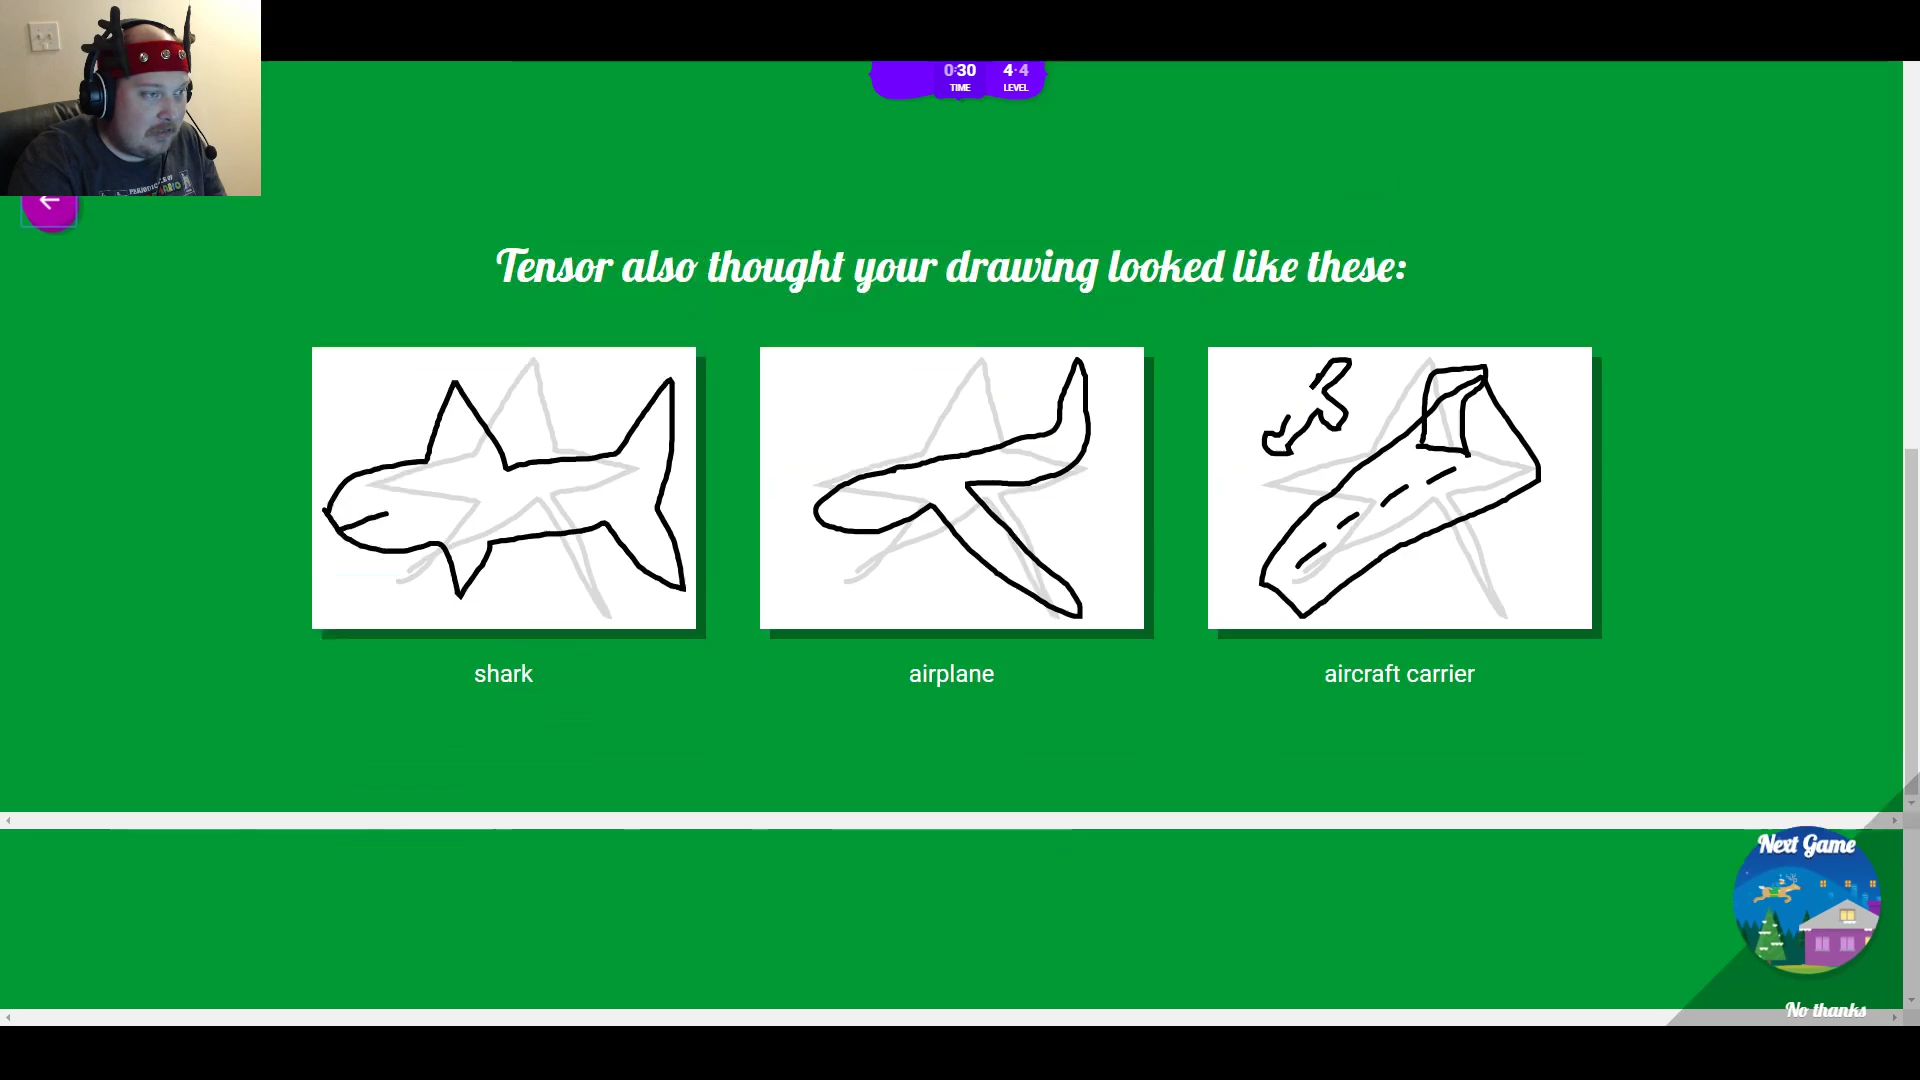 0:30
TIME
4·4
LEVEL
Tensor also thought your drawing looked like these:
shark
airplane
aircraft carrier
Next Game
No thanks